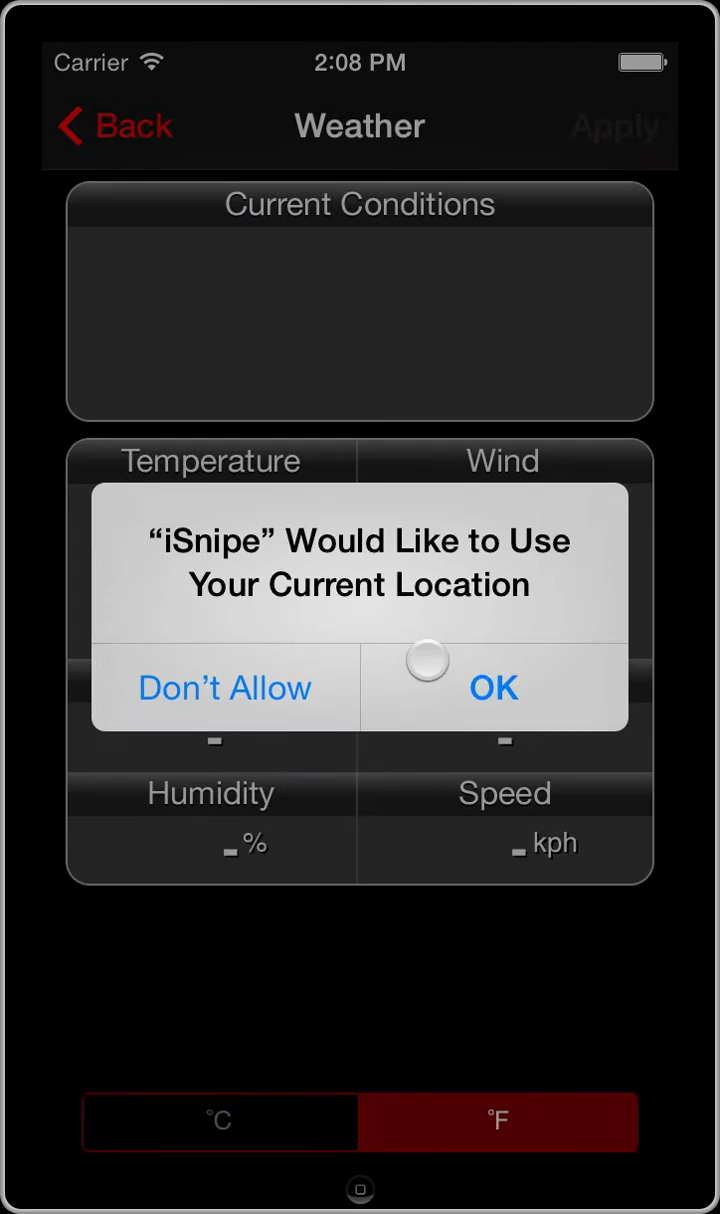 Carrier 2:08 PM
Back Weather Apply
Current Conditions
Temperature Wind
“iSnipe” Would Like to Use
Your Current Location
Don’t Allow OK
- -
Humidity Speed
-% - kph
°C °F